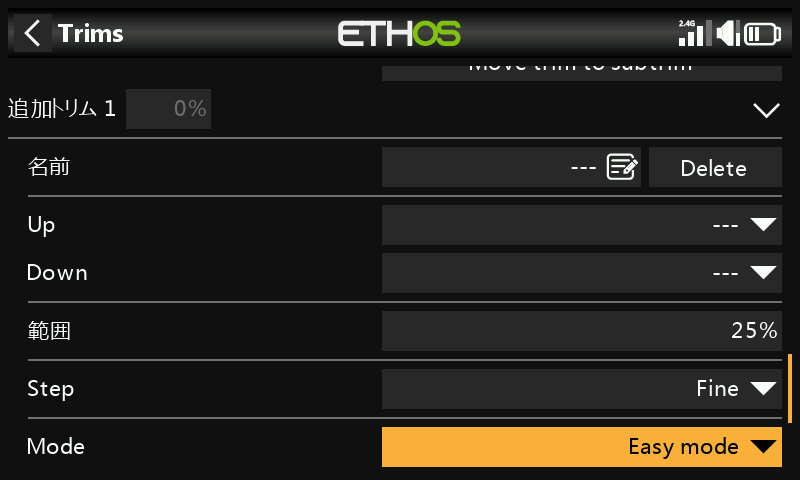 Trims
ETHOS
2.4G
Move trim to subtrim
追加トリム 1 0%
名前 --- Delete
Up ---
Down ---
範囲 25%
Step Fine
Mode Easy mode